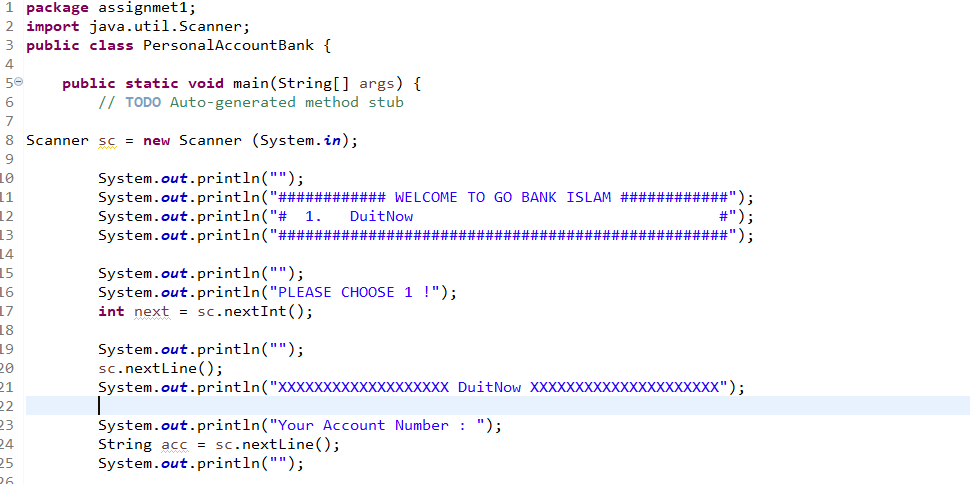 1 package assignmet1;
2 import java.util.Scanner;
3 public class PersonalAccountBank {
4
5 public static void main(String[] args) {
6 // TODO Auto-generated method stub
7
8 Scanner sc = new Scanner (System.in);
9
10 System.out.println("");
11 System.out.println("############ WELCOME TO GO BANK ISLAM ############");
12 System.out.println("#  1.   DuitNow                                  #");
13 System.out.println("##################################################");
14
15 System.out.println("");
16 System.out.println("PLEASE CHOOSE 1 !");
17 int next = sc.nextInt();
18
19 System.out.println("");
20 sc.nextLine();
21 System.out.println("XXXXXXXXXXXXXXXXXXX DuitNow XXXXXXXXXXXXXXXXXXXXX");
22
23 System.out.println("Your Account Number : ");
24 String acc = sc.nextLine();
25 System.out.println("");
26